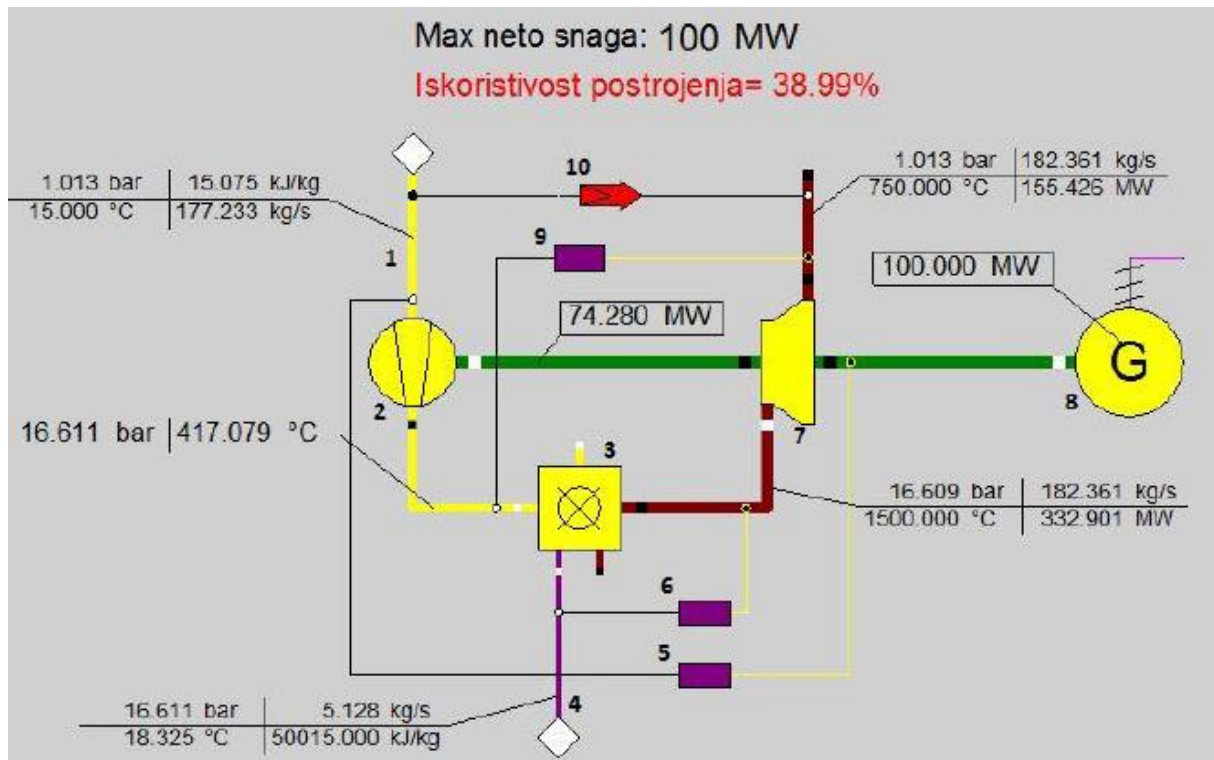 Max neto snaga: 100 MW
Iskoristivost postrojenja= 38.99%
1.013 bar 15.075 kJ/kg
15.000 °C 177.233 kg/s
10
1.013 bar 182.361 kg/s
750.000 °C 155.426 MW
9
1
100.000 MW
74.280 MW
G
2
7
8
16.611 bar 417.079 °C
3
16.609 bar 182.361 kg/s
1500.000 °C 332.901 MW
6
5
4
16.611 bar 5.128 kg/s
18.325 °C 50015.000 kJ/kg